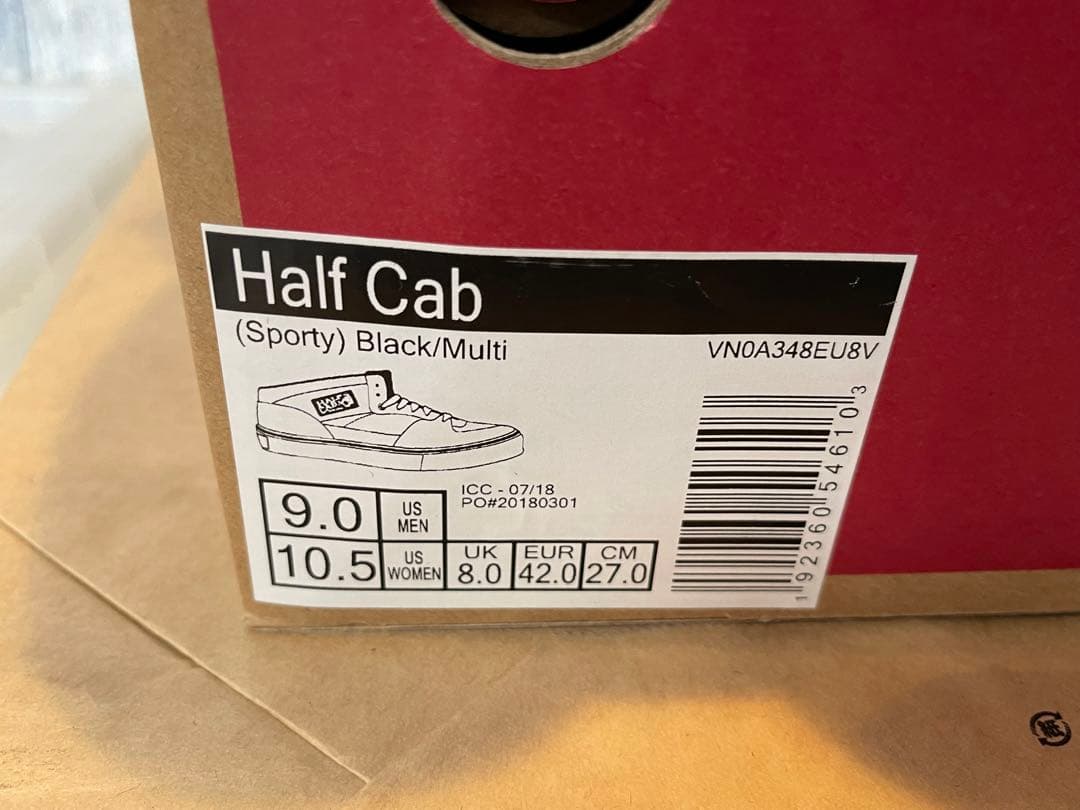 Half Cab
(Sporty) Black/Multi
VN0A348EU8V
ICC - 07/18
PO#20180301
9.0 US MEN
10.5 US WOMEN
UK 8.0
EUR 42.0
CM 27.0
1 92360 54610 3